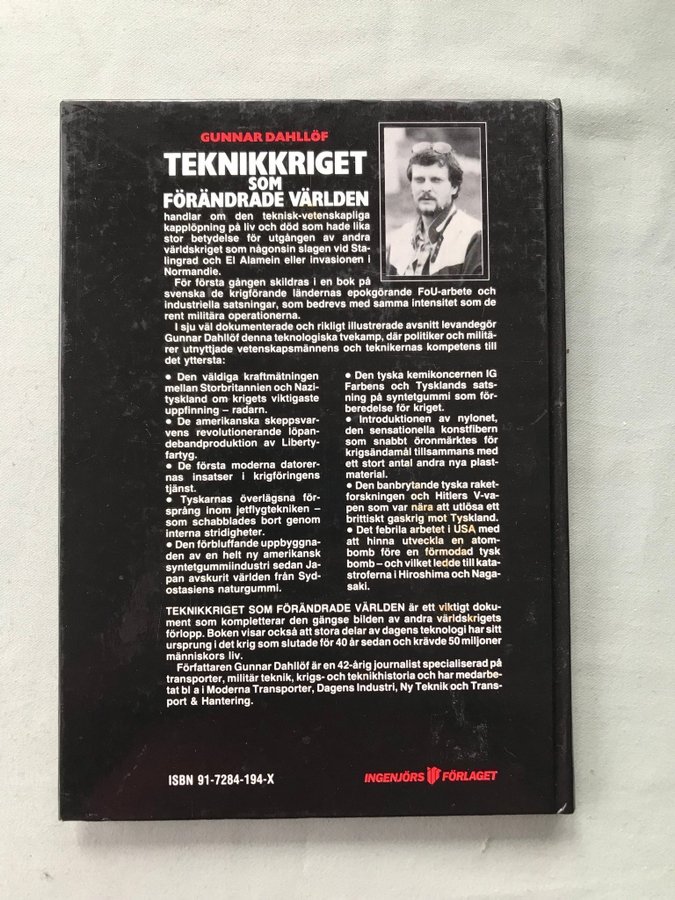 GUNNAR DAHLLÖF
TEKNIKKRIGET
SOM
FÖRÄNDRADE VÄRLDEN
handlar om den teknisk-vetenskapliga
kapplöpning på liv och död som hade lika
stor betydelse för utgången av andra
världskriget som någonsin slagen vid Sta-
lingrad och El Alamein eller invasionen i
Normandie.
För första gången skildras i en bok på
svenska de krigförande ländernas epokgörande FoU-arbete och
industriella satsningar, som bedrevs med samma intensitet som de
rent militära operationerna.
I sju väl dokumenterade och rikligt illustrerade avsnitt levandegör
Gunnar Dahllöf denna teknologiska tvekamp, där politiker och militä-
rer utnyttjade vetenskapsmännens och teknikernas kompetens till
det yttersta:
• Den väldiga kraftmätningen
mellan Storbritannien och Nazi-
tyskland om krigets viktigaste
uppfinning – radarn.
• De amerikanska skeppsvar-
vens revolutionerande löpan-
debandproduktion av Liberty-
fartyg.
• De första moderna datorer-
nas insatser i krigföringens
tjänst.
• Tyskarnas överlägsna för-
språng inom jetflygtekniken –
som schabblades bort genom
interna stridigheter.
• Den förbluffande uppbyggna-
den av en helt ny amerikansk
syntetgummiindustri sedan Ja-
pan avskurit världen från Syd-
ostasiens naturgummi.
• Den tyska kemikoncernen IG
Farbens och Tysklands sats-
ning på syntetgummi som för-
beredelse för kriget.
• Introduktionen av nylonet,
den sensationella konstfibern
som snabbt öronmärktes för
krigsändamål tillsammans med
ett stort antal andra nya plast-
material.
• Den banbrytande tyska raket-
forskningen och Hitlers V-va-
pen som var nära att utlösa ett
brittiskt gaskrig mot Tyskland.
• Det febrila arbetet i USA med
att hinna utveckla en atom-
bomb före en förmodad tysk
bomb – och vilket ledde till kata-
stroferna i Hiroshima och Naga-
saki.
TEKNIKKRIGET SOM FÖRÄNDRADE VÄRLDEN är ett viktigt doku-
ment som kompletterar den gängse bilden av andra världskrigets
förlopp. Boken visar också att stora delar av dagens teknologi har sitt
ursprung i det krig som slutade för 40 år sedan och krävde 50 miljoner
människors liv.
Författaren Gunnar Dahllöf är en 42-årig journalist specialiserad på
transporter, militär teknik, krigs- och teknikhistoria och har medarbe-
tat bl a i Moderna Transporter, Dagens Industri, Ny Teknik och Trans-
port & Hantering.
ISBN 91-7284-194-X
INGENJÖRS FÖRLAGET